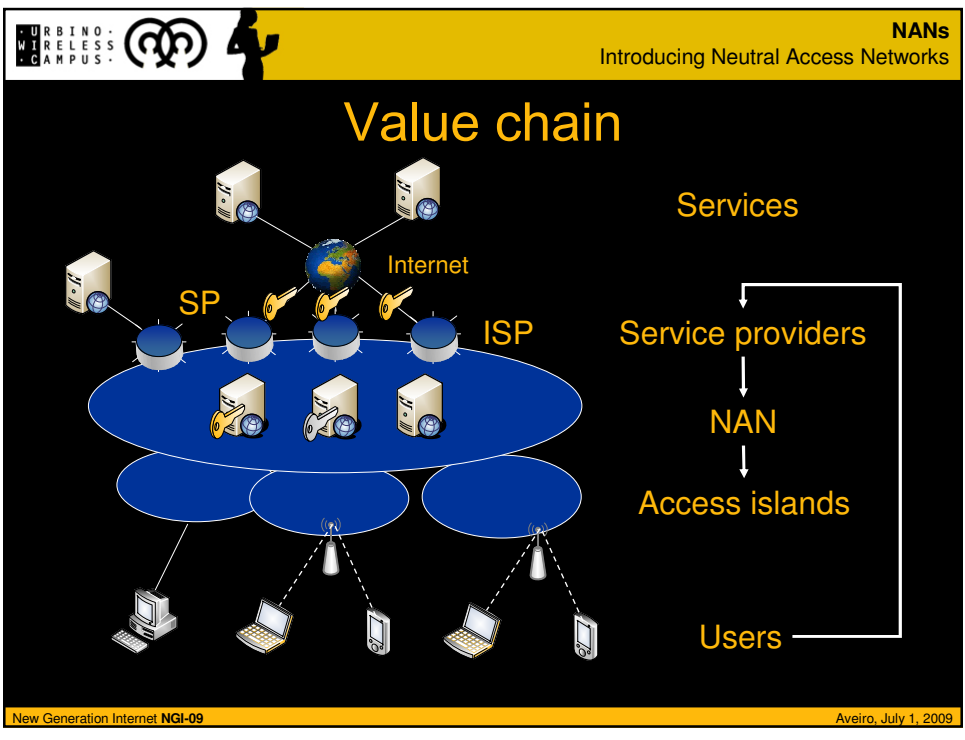 ·URBINO·
WIRELESS
·CAMPUS·
NANs
Introducing Neutral Access Networks
Value chain
Services
Internet
SP
ISP
Service providers
NAN
Access islands
Users
New Generation Internet NGI-09
Aveiro, July 1, 2009